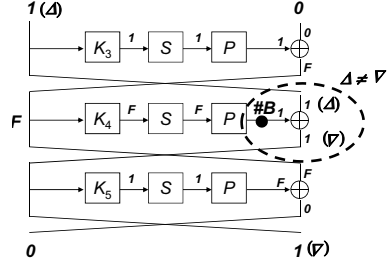 1 (Δ) 0
K3 1 S 1 P 1 0
F
Δ ≠ ∇
F K4 F S F P #B 1 1 (Δ)
1 (∇)
K5 1 S 1 P F F
0
0 1 (∇)